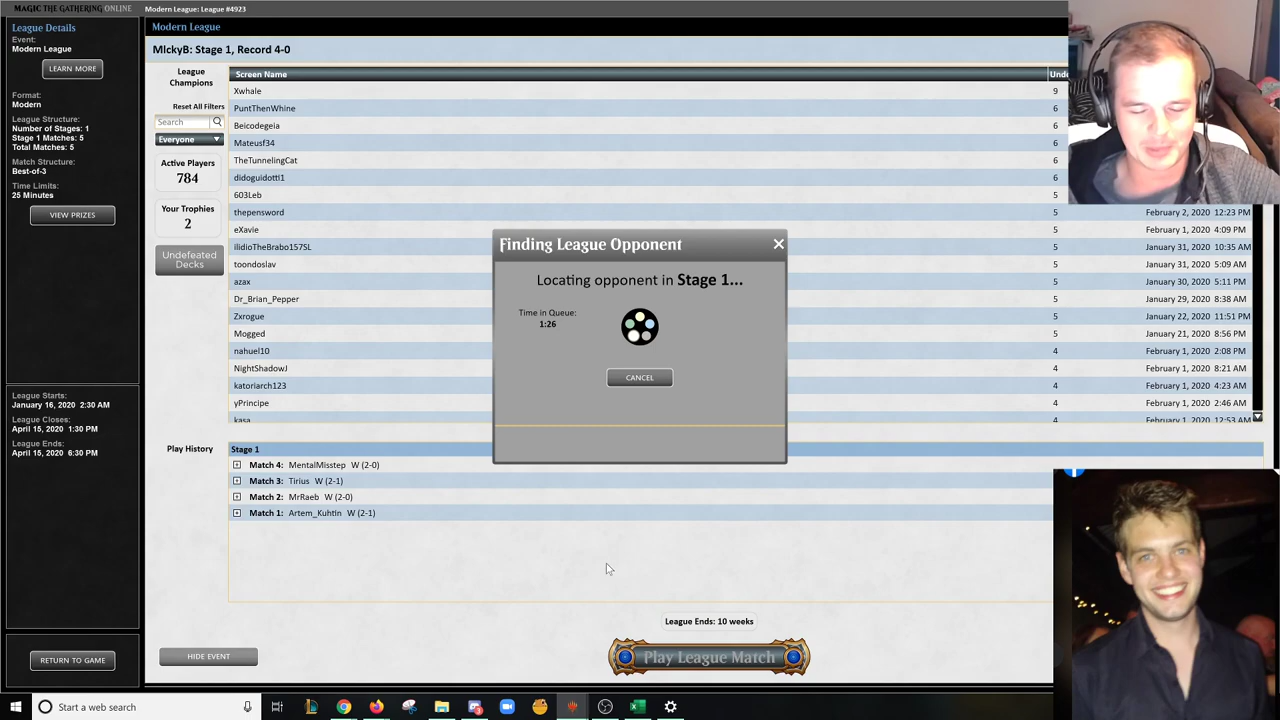 MAGIC THE GATHERING ONLINE
Modern League: League #4923
League Details
Event:
Modern League
LEARN MORE
Format:
Modern
League Structure:
Number of Stages: 1
Stage 1 Matches: 5
Total Matches: 5
Match Structure:
Best-of-3
Time Limits:
25 Minutes
VIEW PRIZES
League Starts:
January 16, 2020 2:30 AM
League Closes:
April 15, 2020 1:30 PM
League Ends:
April 15, 2020 6:30 PM
RETURN TO GAME
Modern League
MIckyB: Stage 1, Record 4-0
League
Champions
Reset All Filters
Search
Everyone
Active Players
784
Your Trophies
2
Undefeated
Decks
Screen Name Unde
Xwhale 9
PuntThenWhine 6
Beicodegeia 6
Mateusf34 6
TheTunnelingCat 6
didoguidotti1 6
603Leb 5
thepensword 5 February 2, 2020 12:23 PM
eXavie 5 February 1, 2020 4:09 PM
ilidioTheBrabo157SL 5 January 31, 2020 10:35 AM
toondoslav 5 January 31, 2020 5:09 AM
azax 5 January 30, 2020 5:11 PM
Dr_Brian_Pepper 5 January 29, 2020 8:38 AM
Zxrogue 5 January 22, 2020 11:51 PM
Mogged 5 January 21, 2020 8:56 PM
nahuel10 4 February 1, 2020 2:08 PM
NightShadowJ 4 February 1, 2020 8:21 AM
katoriarch123 4 February 1, 2020 4:23 AM
yPrincipe 4 February 1, 2020 2:46 AM
kasa 4 February 1, 2020 12:53 AM
Finding League Opponent
Locating opponent in Stage 1...
Time in Queue:
1:26
CANCEL
Play History
Stage 1
Match 4: MentalMisstep W (2-0)
Match 3: Tirius W (2-1)
Match 2: MrRaeb W (2-0)
Match 1: Artem_Kuhtin W (2-1)
League Ends: 10 weeks
HIDE EVENT
Play League Match
Start a web search